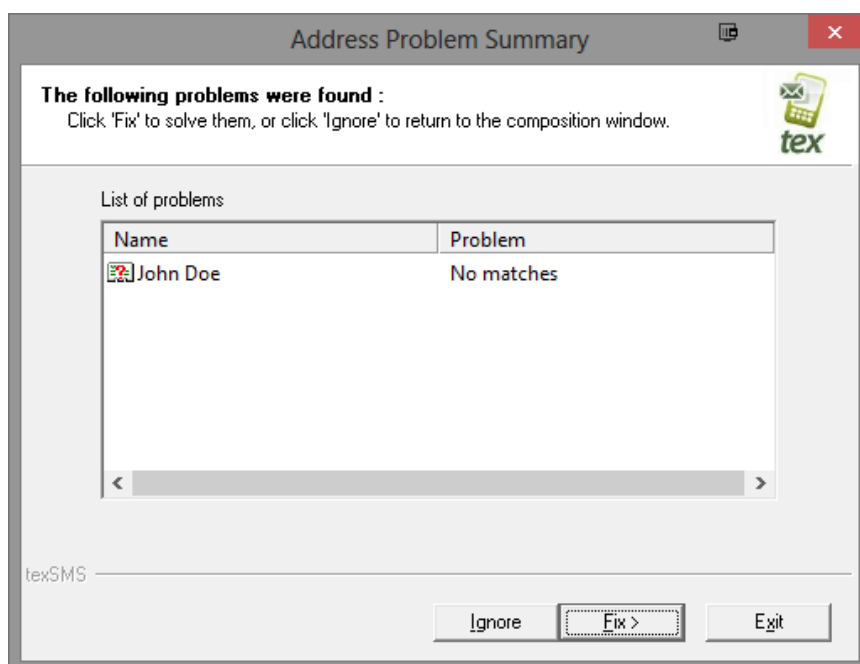 Address Problem Summary
The following problems were found :
Click 'Fix' to solve them, or click 'Ignore' to return to the composition window.
tex
List of problems
Name Problem
John Doe No matches
texSMS
Ignore Fix > Exit